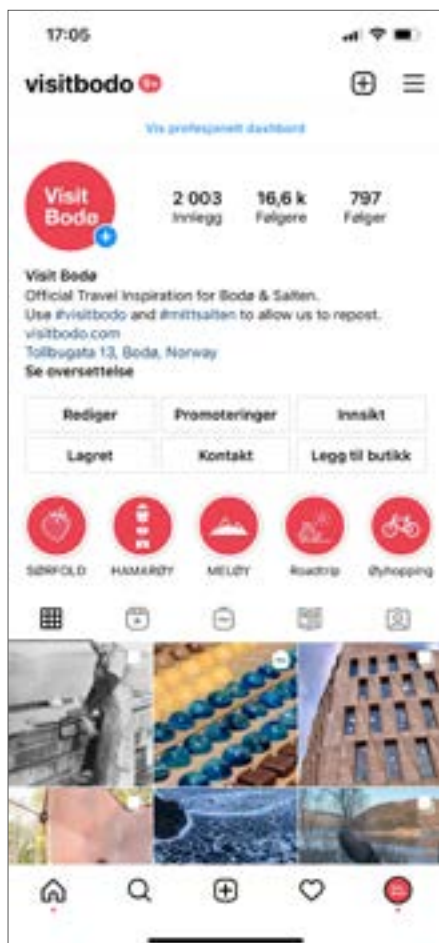 17:05
visitbodo 9+
Vis profesjonelt dashbord
Visit
Bodø
2 003
16,6 k
797
Innlegg
Følgere
Følger
Visit Bodø
Official Travel Inspiration for Bodø & Salten.
Use #visitbodo and #mittsalten to allow us to repost.
visitbodo.com
Tollbugata 13, Bodø, Norway
Se oversettelse
Rediger
Promoteringer
Innsikt
Lagret
Kontakt
Legg til butikk
SØRFOLD
HAMARØY
MELØY
Roadtrip
Øyhopping